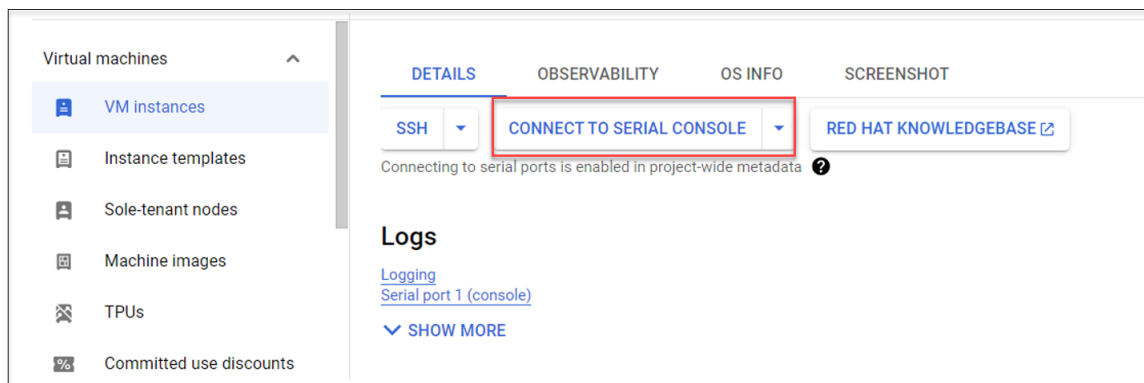 Virtual machines
VM instances
Instance templates
Sole-tenant nodes
Machine images
TPUs
Committed use discounts
DETAILS OBSERVABILITY OS INFO SCREENSHOT
SSH CONNECT TO SERIAL CONSOLE RED HAT KNOWLEDGEBASE
Connecting to serial ports is enabled in project-wide metadata ?
Logs
Logging
Serial port 1 (console)
SHOW MORE